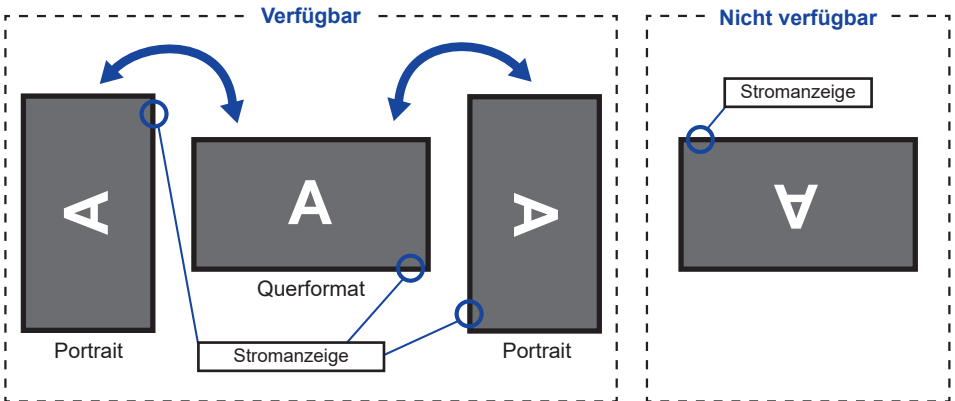 Verfügbar
Nicht verfügbar
Stromanzeige
A
A
A
A
Querformat
Portrait
Stromanzeige
Portrait